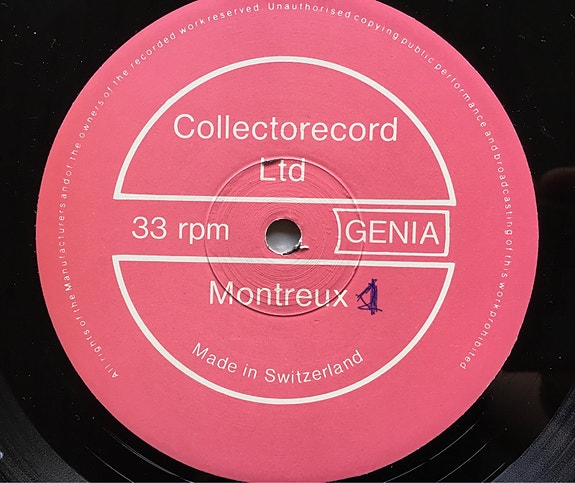 All rights of the Manufacturers and of the owners of the recorded work reserved. Unauthorised copying public performance and broadcasting of this work prohibited
Collectorecord
Ltd
33 rpm GENIA
Montreux 1
Made in Switzerland